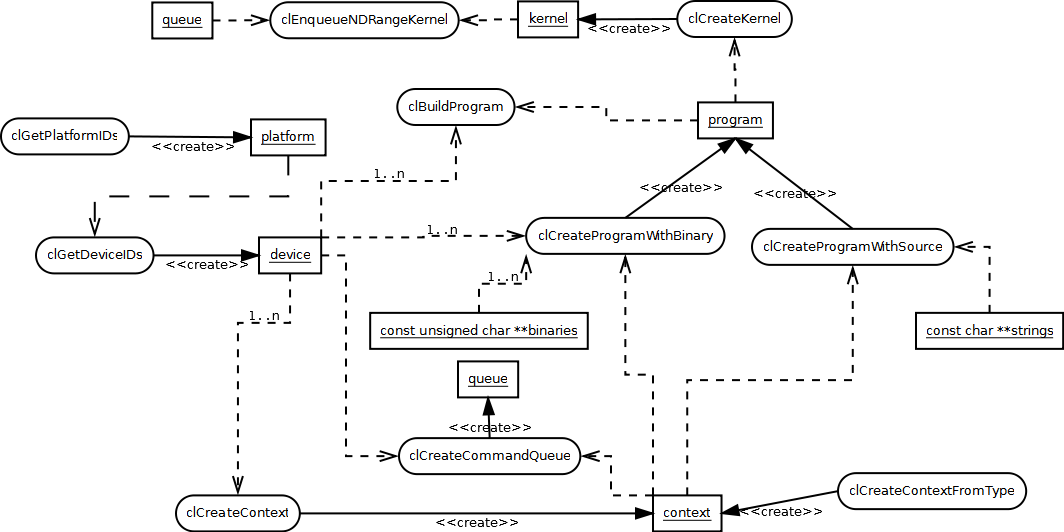 queue
clEnqueueNDRangeKernel
kernel
<<create>>
clCreateKernel
clBuildProgram
program
clGetPlatformIDs
<<create>>
platform
1..n
<<create>>
<<create>>
1..n
clCreateProgramWithBinary
clCreateProgramWithSource
clGetDeviceIDs
<<create>>
device
1..n
1..n
const unsigned char **binaries
const char **strings
queue
<<create>>
clCreateCommandQueue
clCreateContext
<<create>>
context
<<create>>
clCreateContextFromType